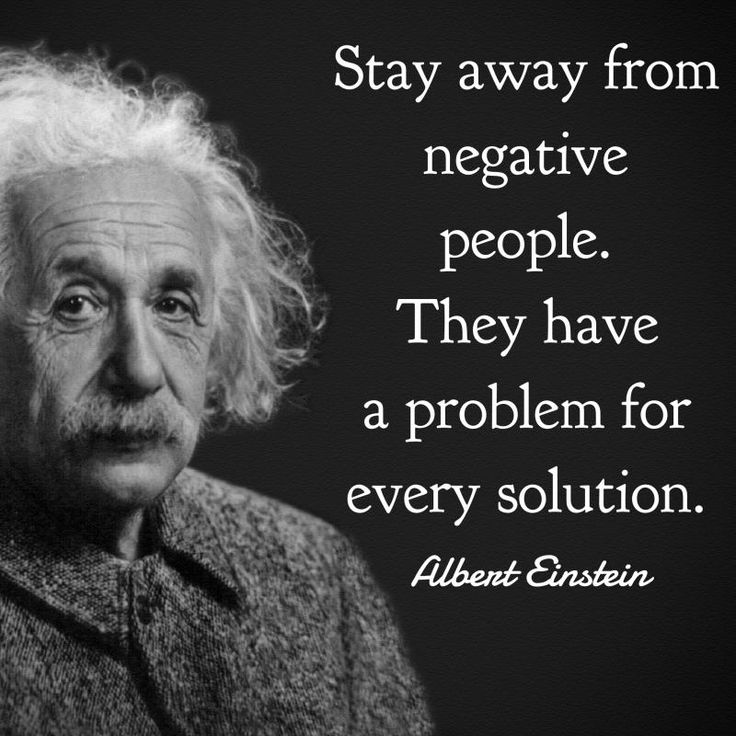 Stay away from
negative
people.
They have
a problem for
every solution.
Albert Einstein